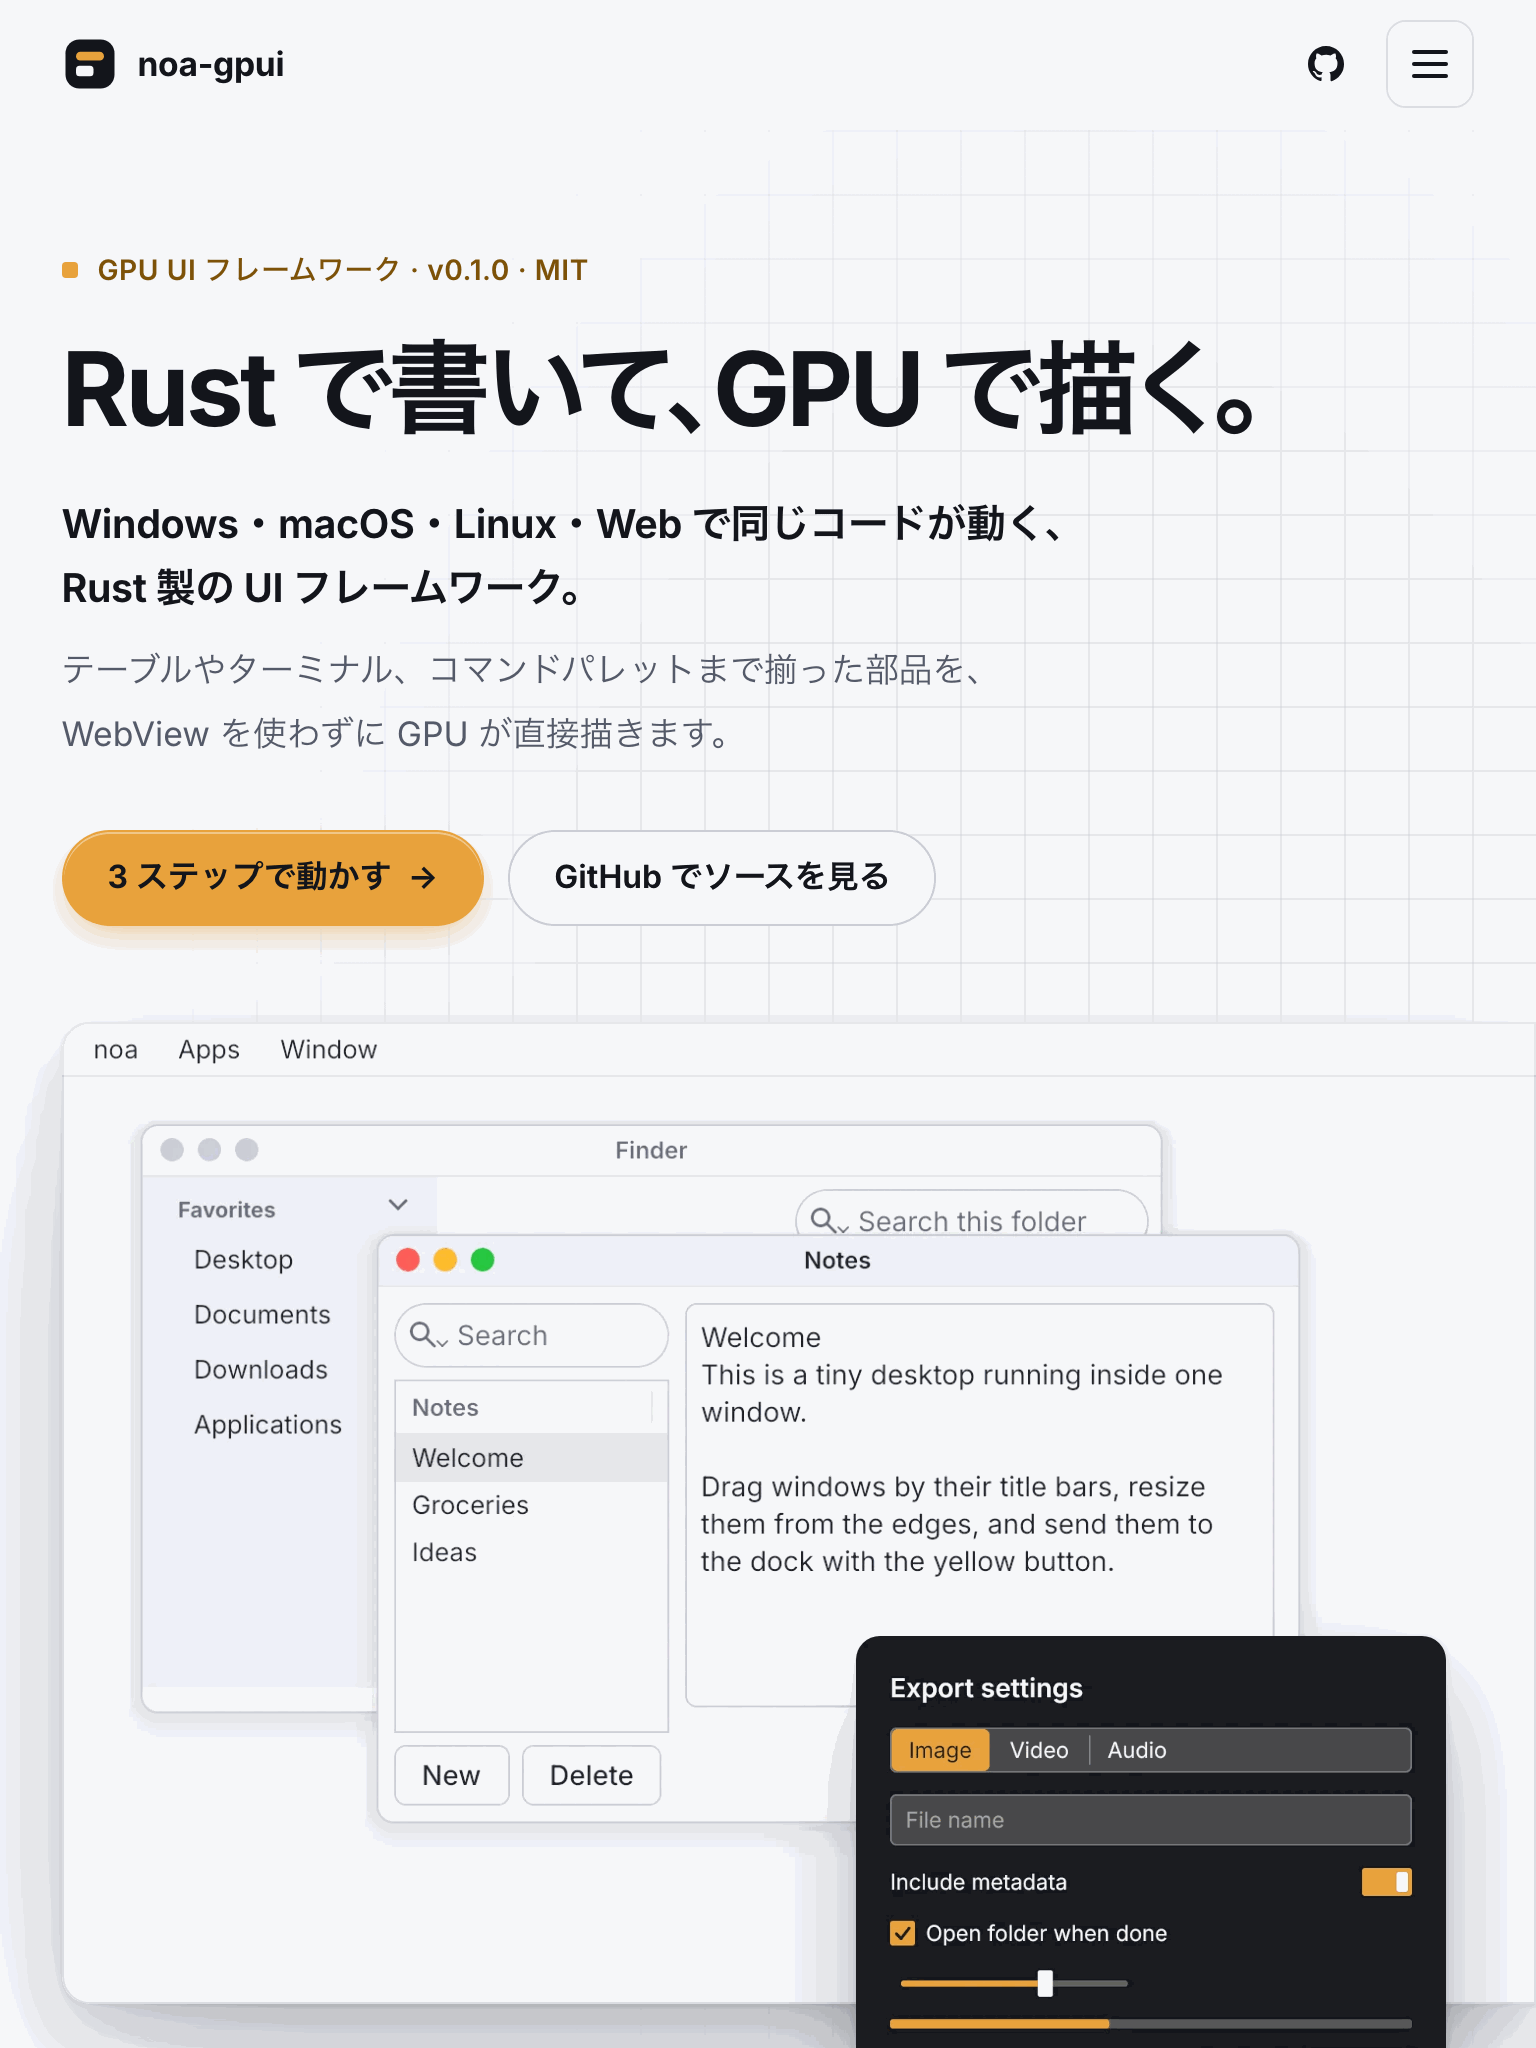 noa-gpui
GPU UI フレームワーク · v0.1.0 · MIT
Rust で書いて、GPU で描く。
Windows・macOS・Linux・Web で同じコードが動く、
Rust 製の UI フレームワーク。
テーブルやターミナル、コマンドパレットまで揃った部品を、
WebView を使わずに GPU が直接描きます。
3 ステップで動かす →
GitHub でソースを見る
noa Apps Window
Finder
Favorites
Search this folder
Desktop
Documents
Downloads
Applications
Notes
Search
Notes
Welcome
Groceries
Ideas
New
Delete
Welcome
This is a tiny desktop running inside one
window.
Drag windows by their title bars, resize
them from the edges, and send them to
the dock with the yellow button.
Export settings
Image Video Audio
File name
Include metadata
Open folder when done